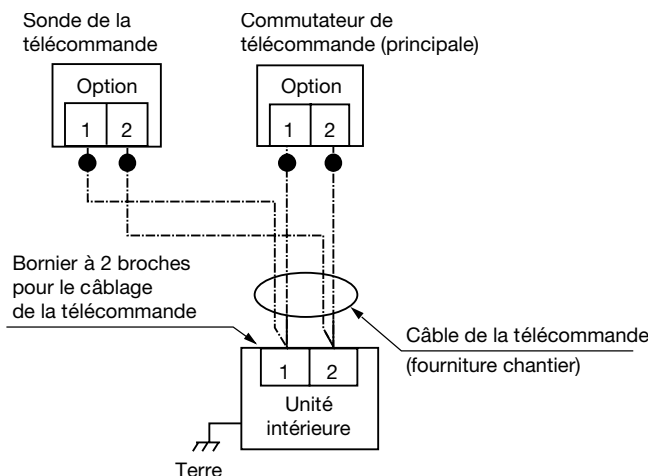 Sonde de la
télécommande
Commutateur de
télécommande (principale)
Option
1 2
Option
1 2
Bornier à 2 broches
pour le câblage
de la télécommande
Câble de la télécommande
(fourniture chantier)
1 2
Unité
intérieure
Terre